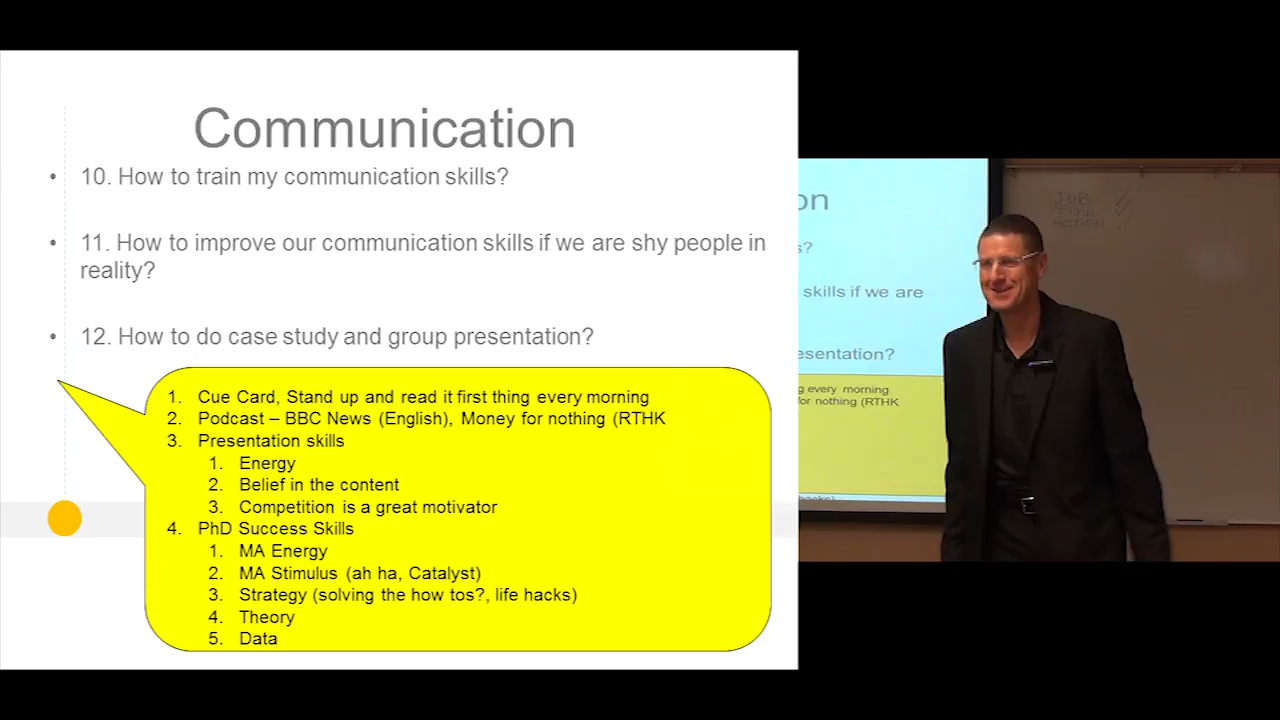 Communication
• 10. How to train my communication skills?
• 11. How to improve our communication skills if we are shy people in
reality?
• 12. How to do case study and group presentation?
1. Cue Card, Stand up and read it first thing every morning
2. Podcast – BBC News (English), Money for nothing (RTHK
3. Presentation skills
1. Energy
2. Belief in the content
3. Competition is a great motivator
4. PhD Success Skills
1. MA Energy
2. MA Stimulus (ah ha, Catalyst)
3. Strategy (solving the how tos?, life hacks)
4. Theory
5. Data
on
s?
skills if we are
esentation?
ng every morning
for nothing (RTHK
hacks)
JOB
TIME
ACTION